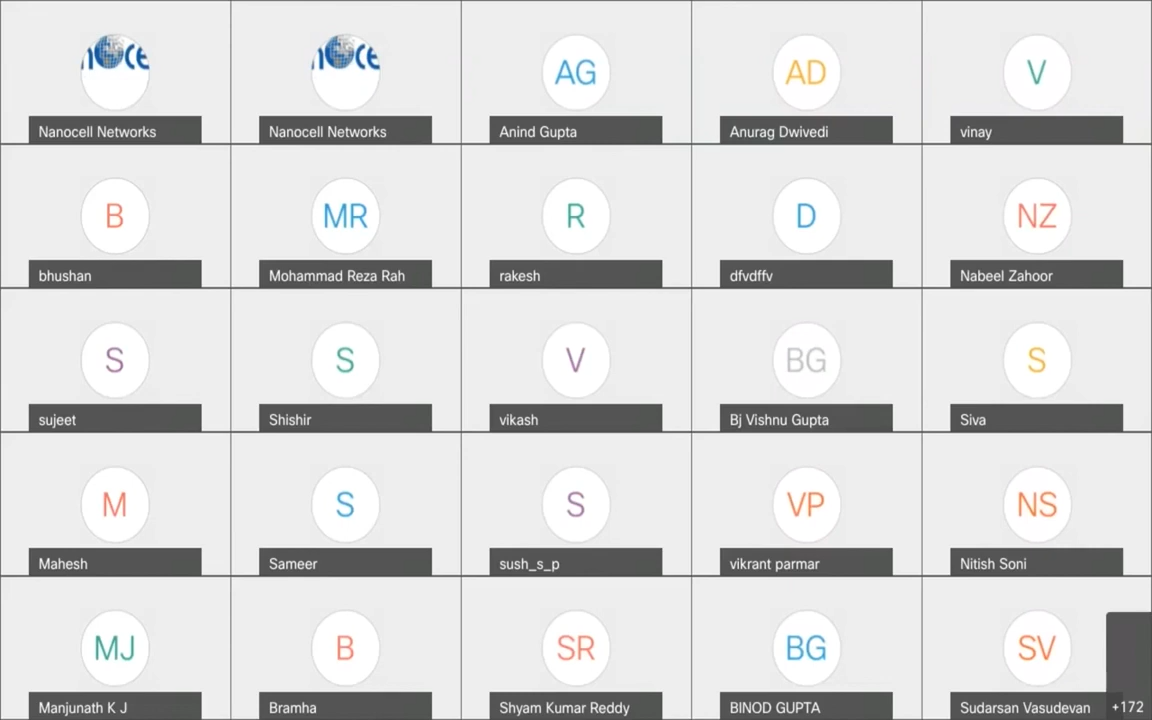 noce
noce
AG
AD
V
Nanocell Networks
Nanocell Networks
Anind Gupta
Anurag Dwivedi
vinay
B
MR
R
D
NZ
bhushan
Mohammad Reza Rah
rakesh
dfvdffv
Nabeel Zahoor
S
S
V
BG
S
sujeet
Shishir
vikash
Bj Vishnu Gupta
Siva
M
S
S
VP
NS
Mahesh
Sameer
sush_s_p
vikrant parmar
Nitish Soni
MJ
B
SR
BG
SV
Manjunath K J
Bramha
Shyam Kumar Reddy
BINOD GUPTA
Sudarsan Vasudevan
+172